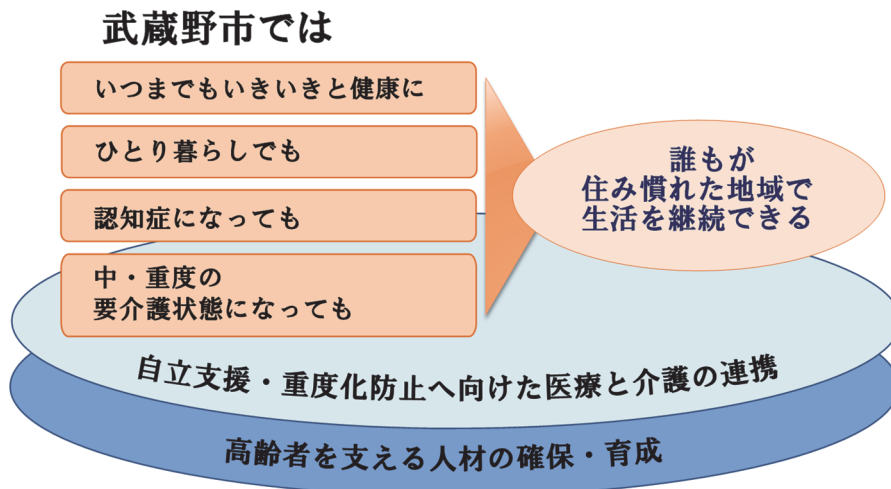 武蔵野市では
いつまでもいきいきと健康に
ひとり暮らしでも
認知症になっても
中・重度の
要介護状態になっても
誰もが
住み慣れた地域で
生活を継続できる
自立支援・重度化防止へ向けた医療と介護の連携
高齢者を支える人材の確保・育成